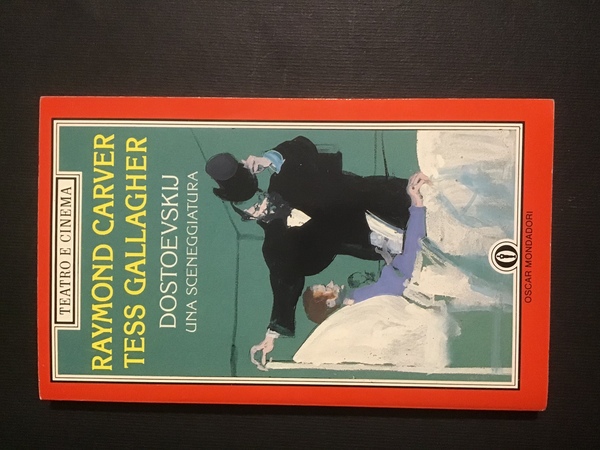 TEATRO E CINEMA
RAYMOND CARVER
TESS GALLAGHER
DOSTOEVSKIJ
UNA SCENEGGIATURA
OSCAR MONDADORI